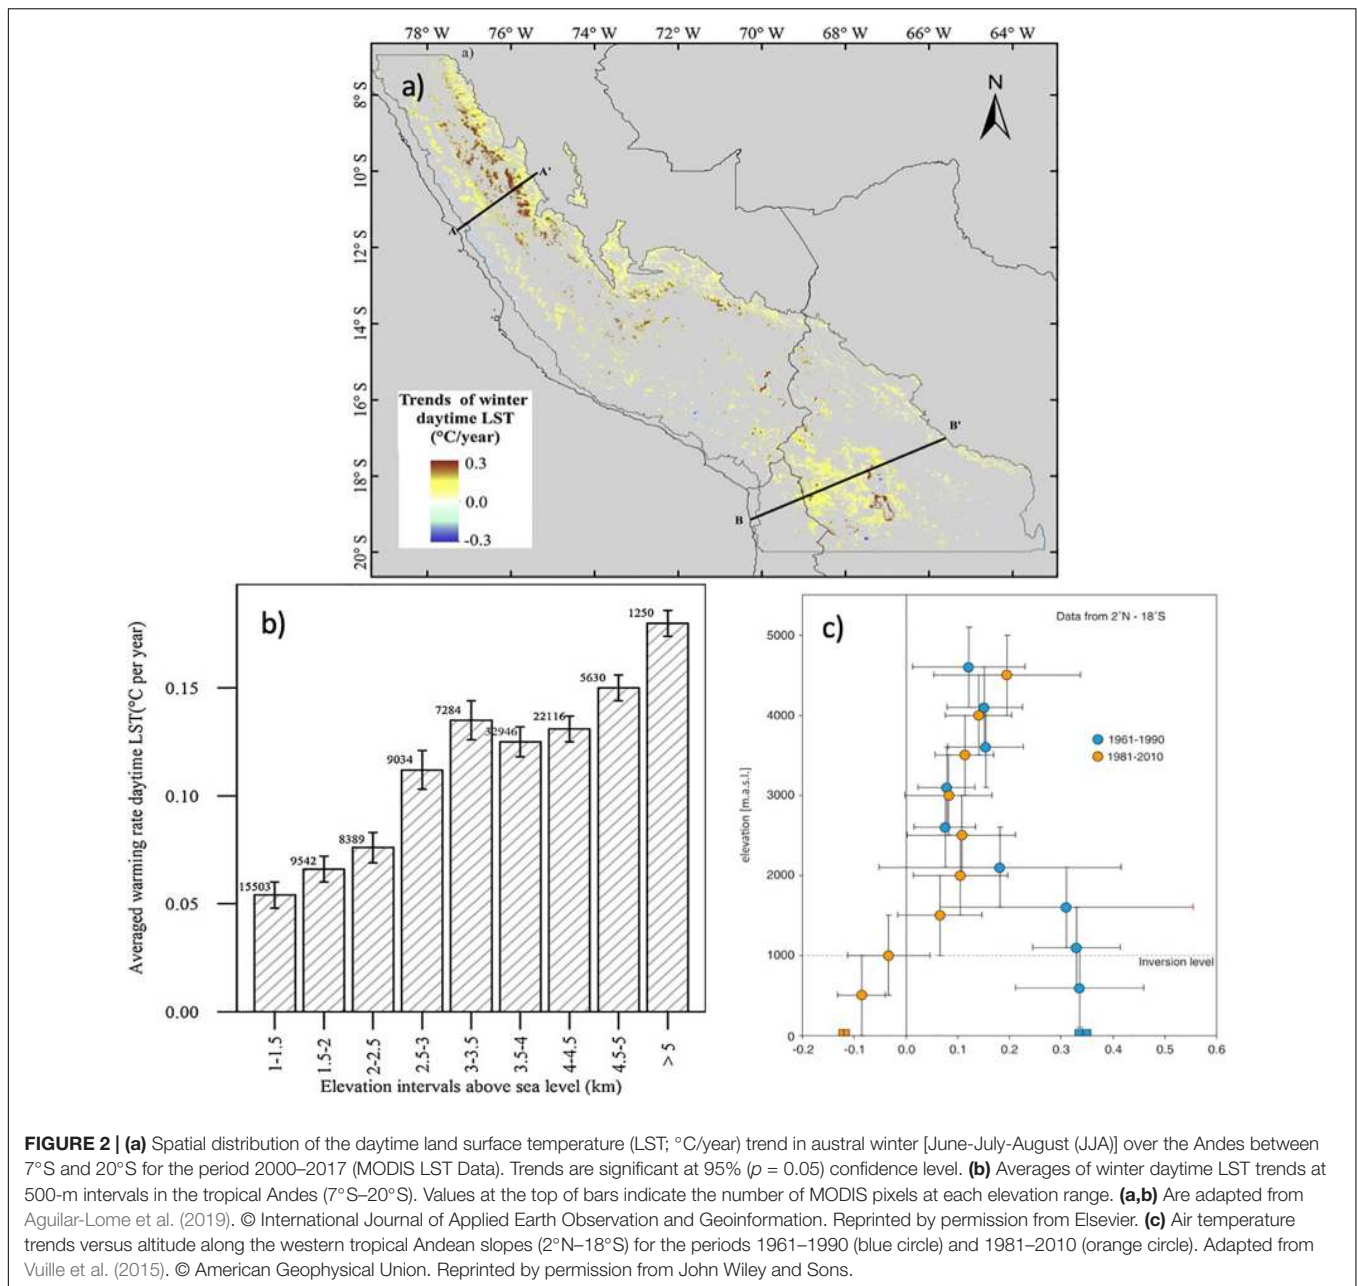 78° W 76° W 74° W 72° W 70° W 68° W 66° W 64° W
a)
a)
N
8° S
10° S
A'
A
12° S
14° S
16° S
18° S
20° S
B'
B
Trends of winter
daytime LST
(°C/year)
0.3
0.0
-0.3
b)
Averaged warming rate daytime LST(°C per year)
0.15
0.10
0.05
0.00
15503
9542
8389
9034
7284
32946
22116
5630
1250
1-1.5
1.5-2
2-2.5
2.5-3
3-3.5
3.5-4
4-4.5
4.5-5
> 5
Elevation intervals above sea level (km)
c)
Data from 2°N - 18°S
1961-1990
1981-2010
elevation [m.a.s.l.]
5000
4000
3000
2000
1000
0
Inversion level
-0.2 -0.1 0.0 0.1 0.2 0.3 0.4 0.5 0.6
FIGURE 2 | (a) Spatial distribution of the daytime land surface temperature (LST; °C/year) trend in austral winter [June-July-August (JJA)] over the Andes between
7°S and 20°S for the period 2000–2017 (MODIS LST Data). Trends are significant at 95% (p = 0.05) confidence level. (b) Averages of winter daytime LST trends at
500-m intervals in the tropical Andes (7°S–20°S). Values at the top of bars indicate the number of MODIS pixels at each elevation range. (a,b) Are adapted from
Aguilar-Lome et al. (2019). © International Journal of Applied Earth Observation and Geoinformation. Reprinted by permission from Elsevier. (c) Air temperature
trends versus altitude along the western tropical Andean slopes (2°N–18°S) for the periods 1961–1990 (blue circle) and 1981–2010 (orange circle). Adapted from
Vuille et al. (2015). © American Geophysical Union. Reprinted by permission from John Wiley and Sons.